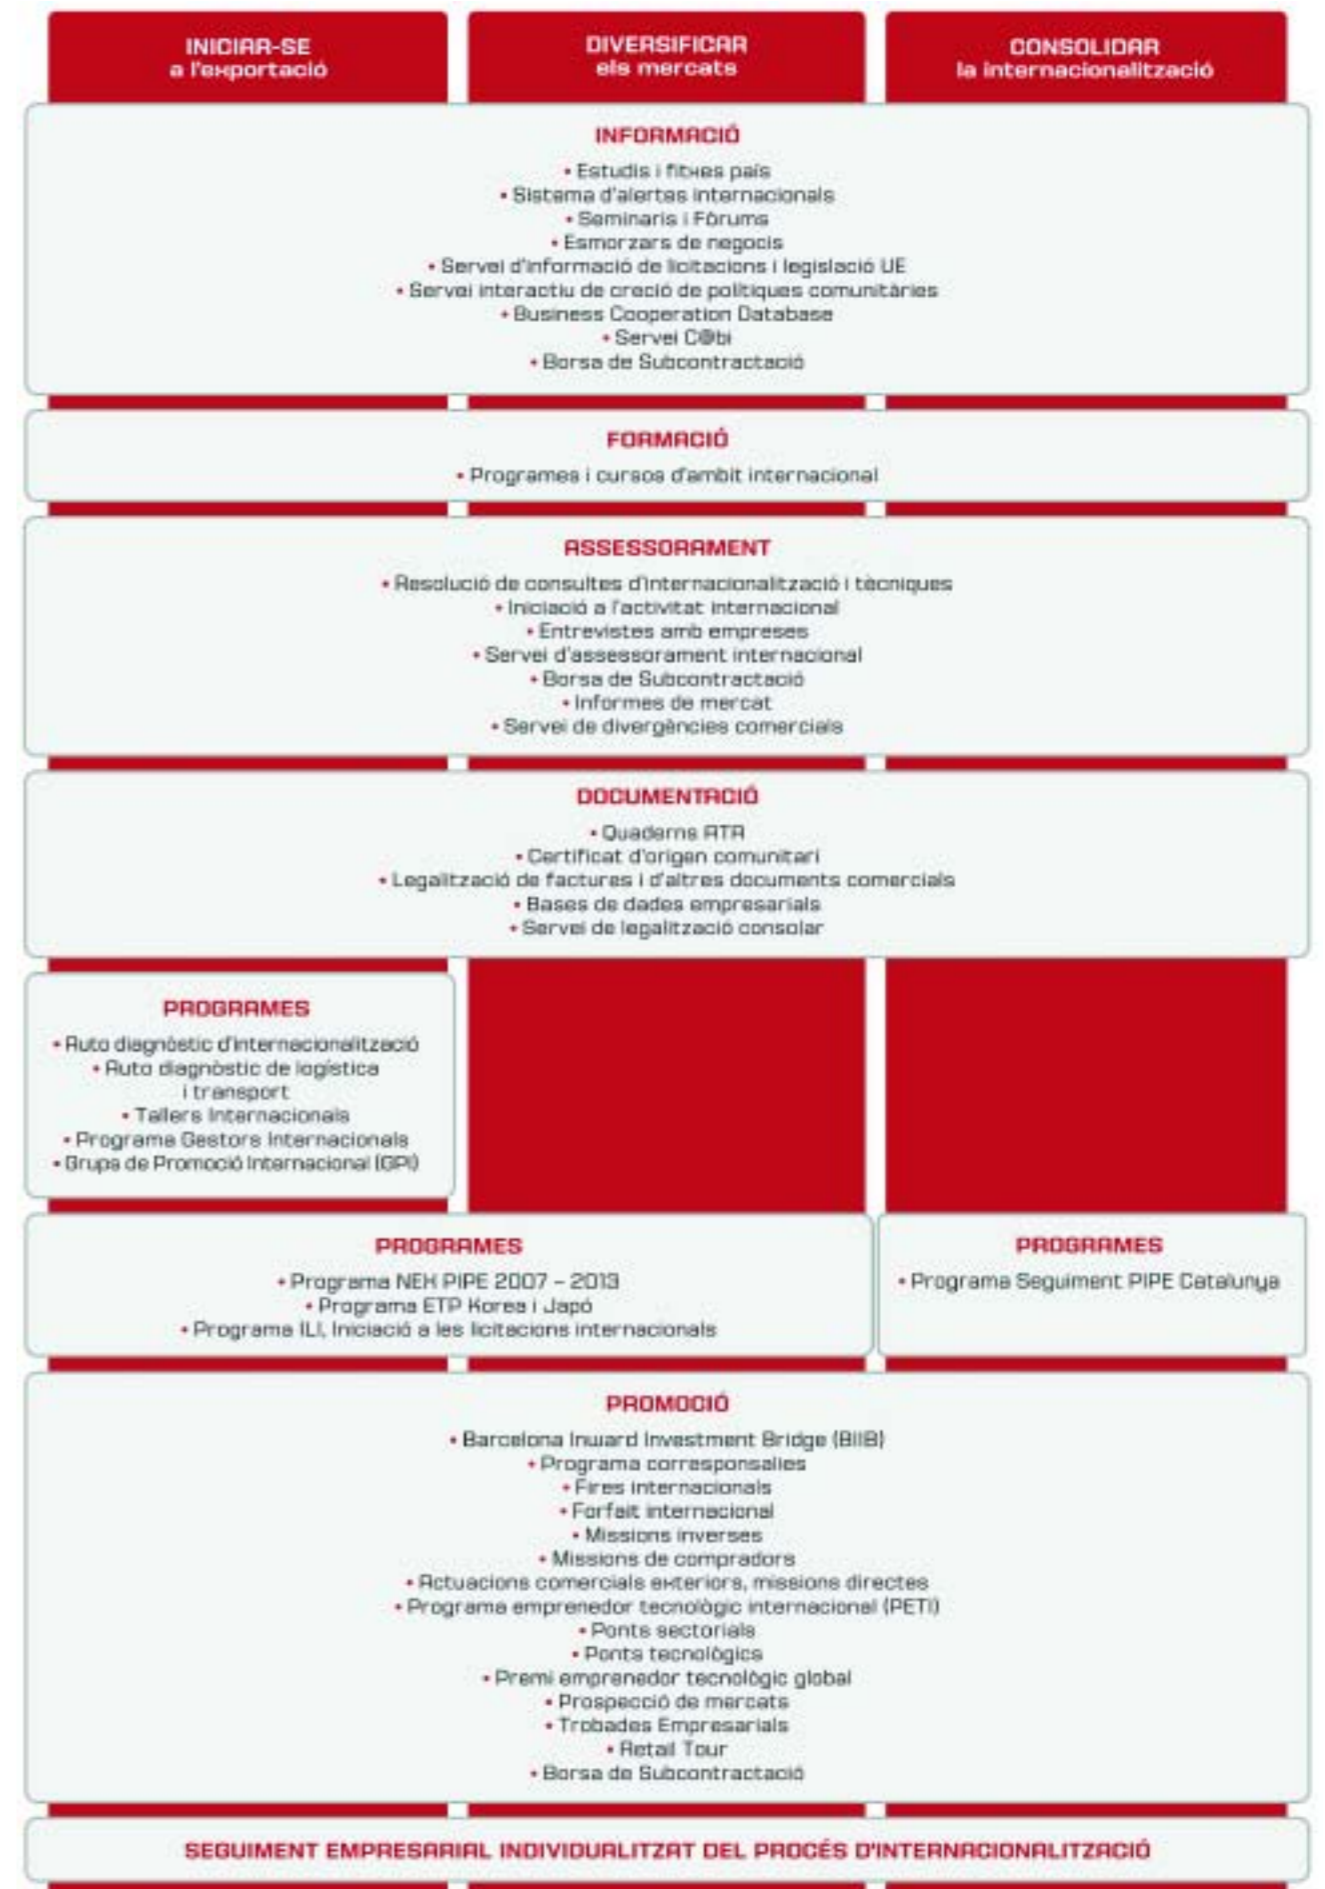 INICIAR-SE
a l'exportació
DIVERSIFICAR
els mercats
CONSOLIDAR
la internacionalització
INFORMACIÓ
• Estudis i fitxes país
• Sistema d'alertes internacionals
• Seminaris i Fòrums
• Esmorzars de negocis
• Servei d'informació de licitacions i legislació UE
• Servei interactiu de creció de polítiques comunitàries
• Business Cooperation Database
• Servei C@bi
• Borsa de Subcontractació
FORMACIÓ
• Programes i cursos d'ambit internacional
ASSESSORAMENT
• Resolució de consultes d'internacionalització i tècniques
• Iniciació a l'activitat internacional
• Entrevistes amb empreses
• Servei d'assessorament internacional
• Borsa de Subcontractació
• Informes de mercat
• Servei de divergències comercials
DOCUMENTACIÓ
• Quaderns ATA
• Certificat d'origen comunitari
• Legalització de factures i d'altres documents comercials
• Bases de dades empresarials
• Servei de legalització consolar
PROGRAMES
• Auto diagnòstic d'internacionalització
• Auto diagnòstic de logística
i transport
• Tallers Internacionals
• Programa Gestors Internacionals
• Grups de Promoció Internacional (GPI)
PROGRAMES
• Programa NEX PIPE 2007 – 2013
• Programa ETP Korea i Japó
• Programa ILI, Iniciació a les licitacions internacionals
PROGRAMES
• Programa Seguiment PIPE Catalunya
PROMOCIÓ
• Barcelona Inward Investment Bridge (BIIB)
• Programa corresponsalies
• Fires internacionals
• Forfait internacional
• Missions inverses
• Missions de compradors
• Actuacions comercials exteriors, missions directes
• Programa emprenedor tecnològic internacional (PETI)
• Ponts sectorials
• Ponts tecnològics
• Premi emprenedor tecnològic global
• Prospecció de mercats
• Trobades Empresarials
• Retail Tour
• Borsa de Subcontractació
SEGUIMENT EMPRESARIAL INDIVIDUALITZAT DEL PROCÉS D'INTERNACIONALITZACIÓ